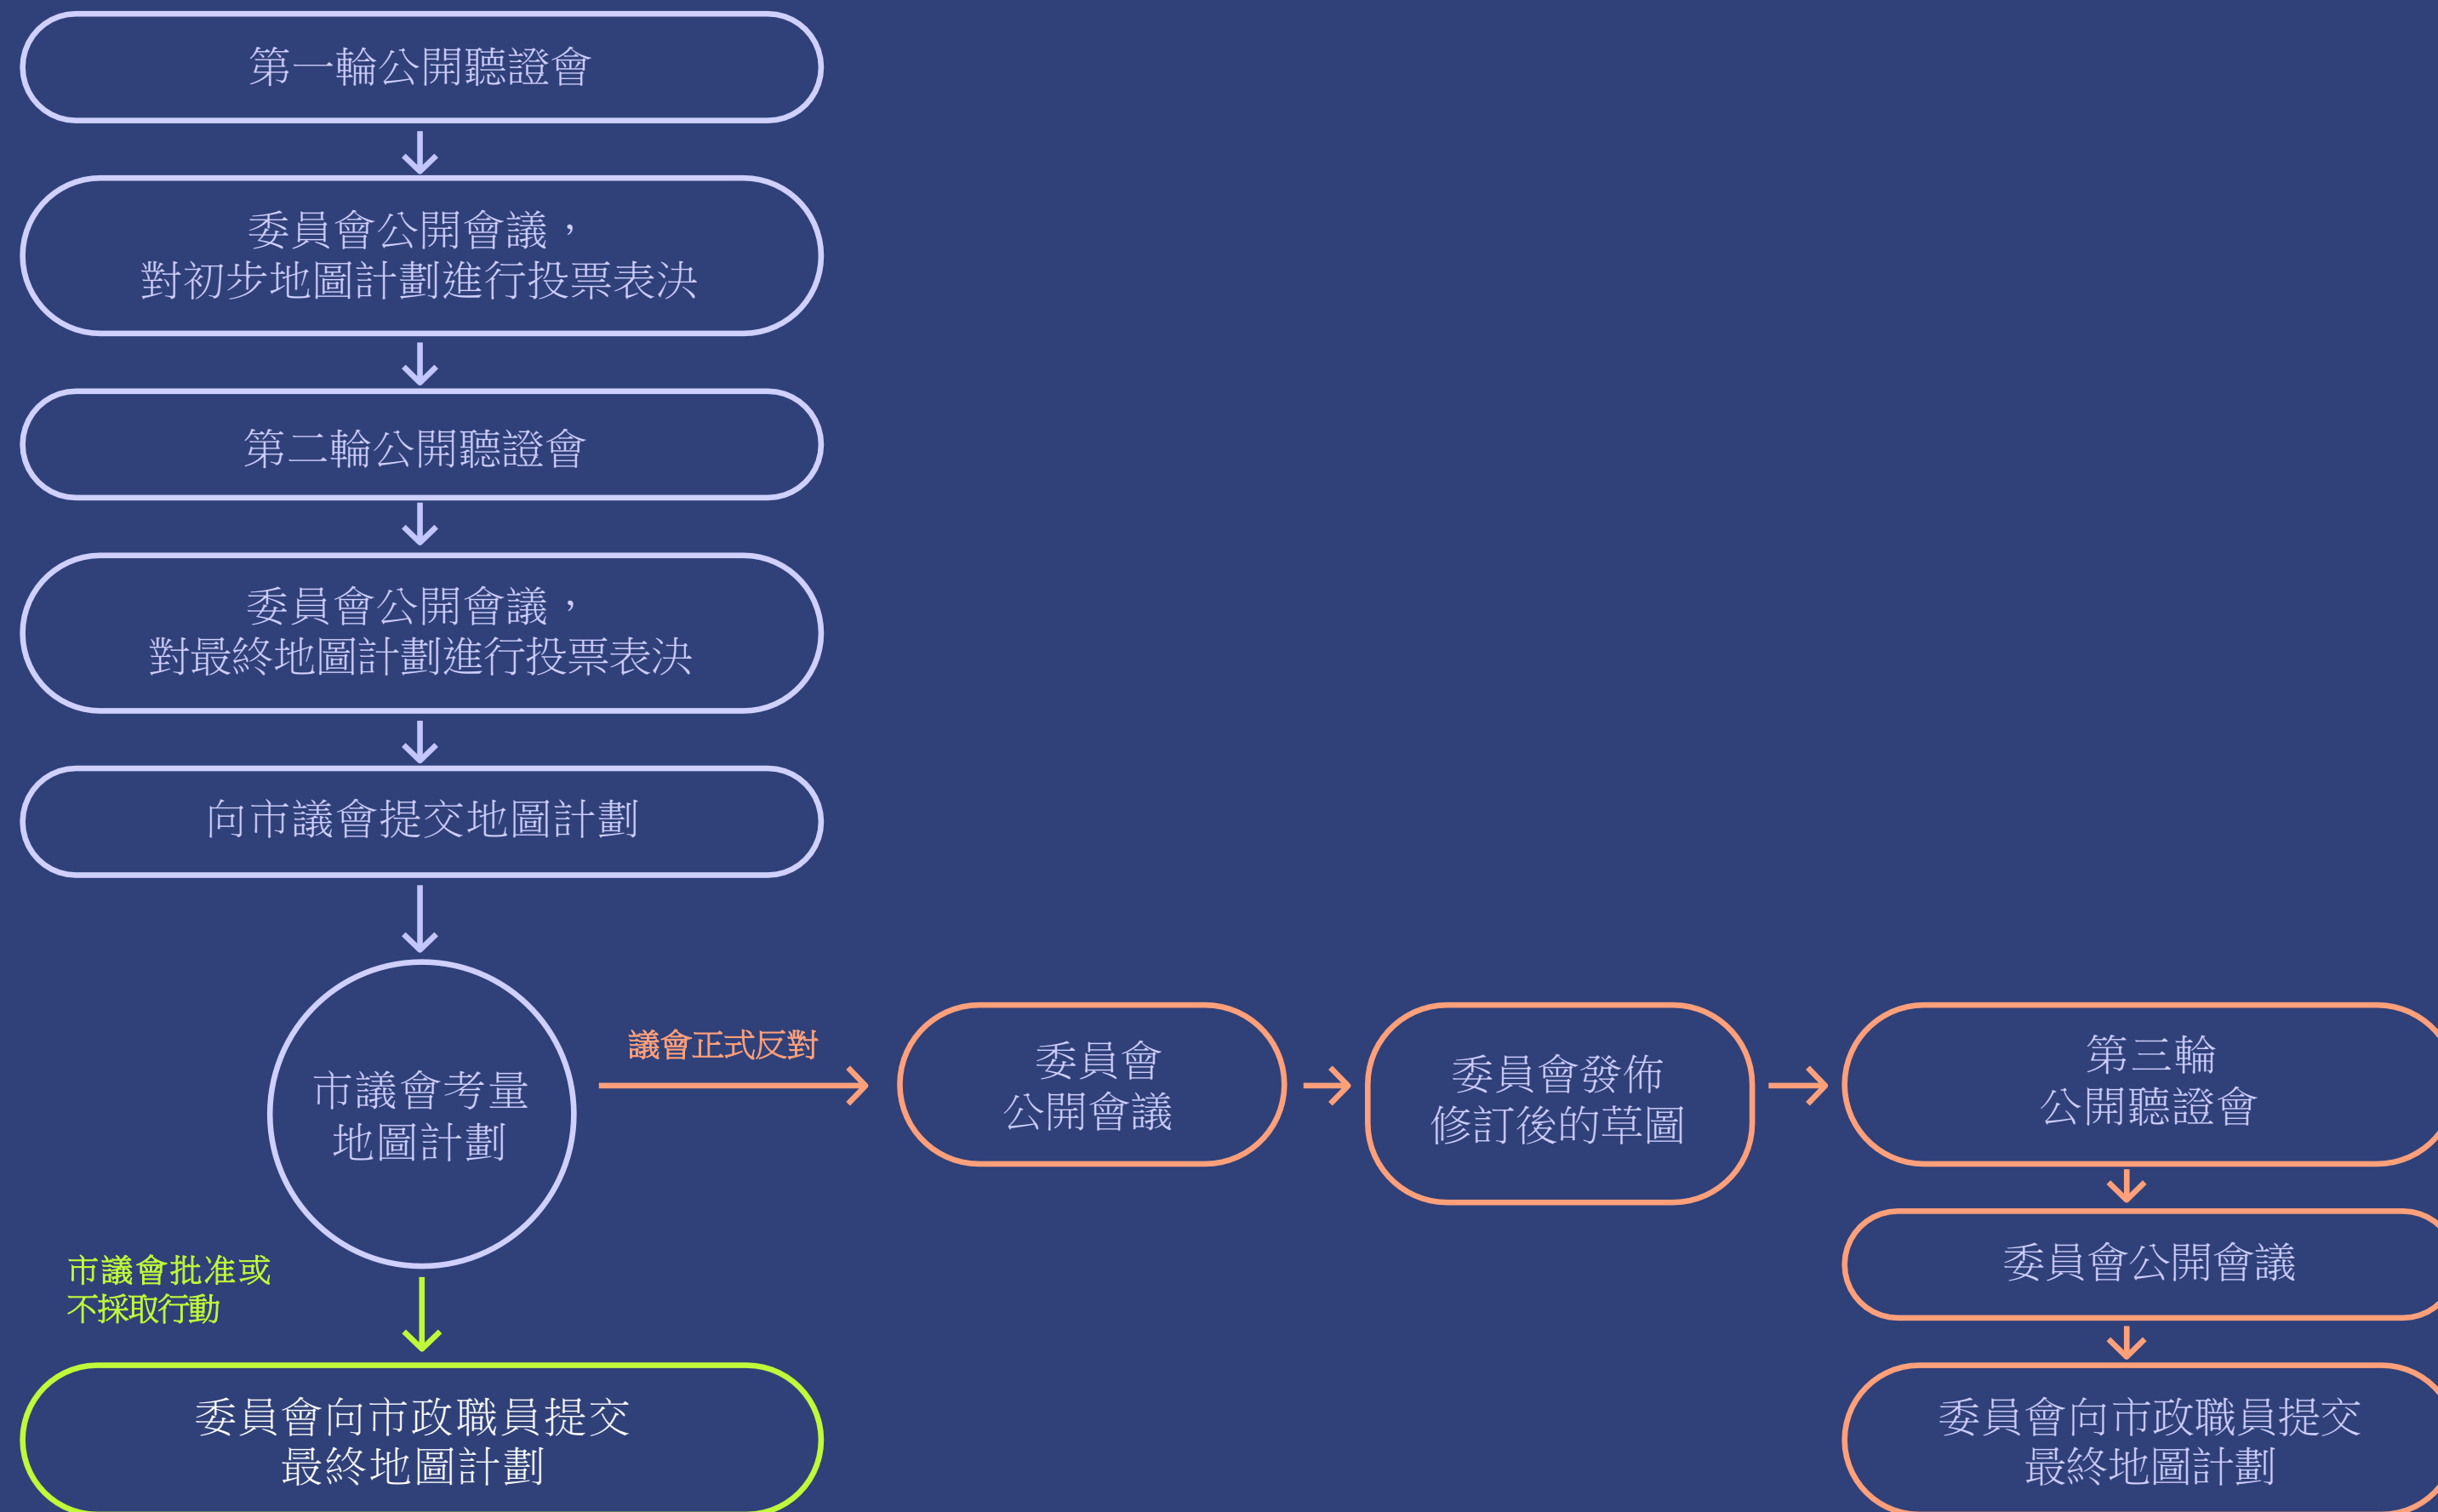 第一輪公開聽證會
委員會公開會議，
對初步地圖計劃進行投票表決
第二輪公開聽證會
委員會公開會議，
對最終地圖計劃進行投票表決
向市議會提交地圖計劃
市議會考量
地圖計劃
議會正式反對
委員會
公開會議
委員會發佈
修訂後的草圖
第三輪
公開聽證會
委員會公開會議
委員會向市政職員提交
最終地圖計劃
市議會批准或
不採取行動
委員會向市政職員提交
最終地圖計劃